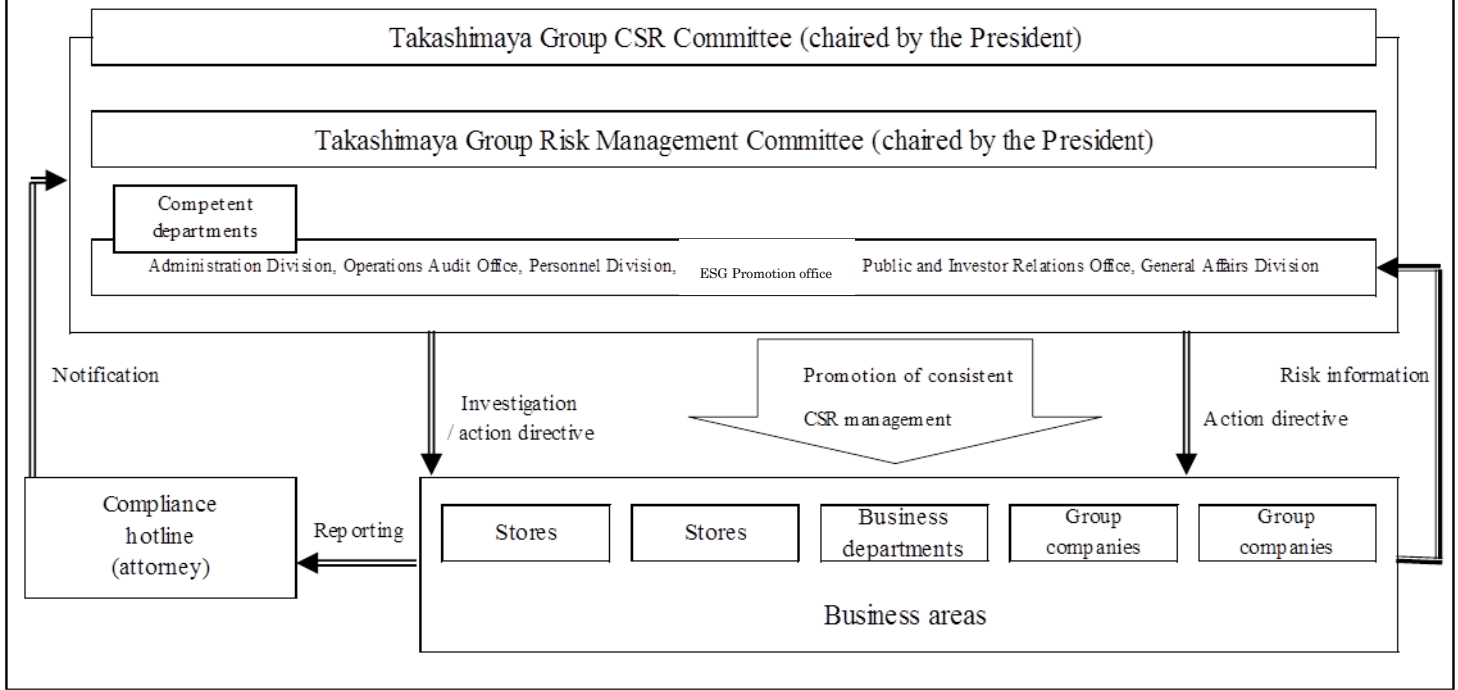 Takashimaya Group CSR Committee (chaired by the President)
Takashimaya Group Risk Management Committee (chaired by the President)
Competent
departments
Administration Division, Operations Audit Office, Personnel Division, ESG Promotion office Public and Investor Relations Office, General Affairs Division
Notification
Investigation
/ action directive
Promotion of consistent
CSR management
Risk information
Action directive
Compliance
hotline
(attorney)
Reporting
Stores
Stores
Business
departments
Group
companies
Group
companies
Business areas